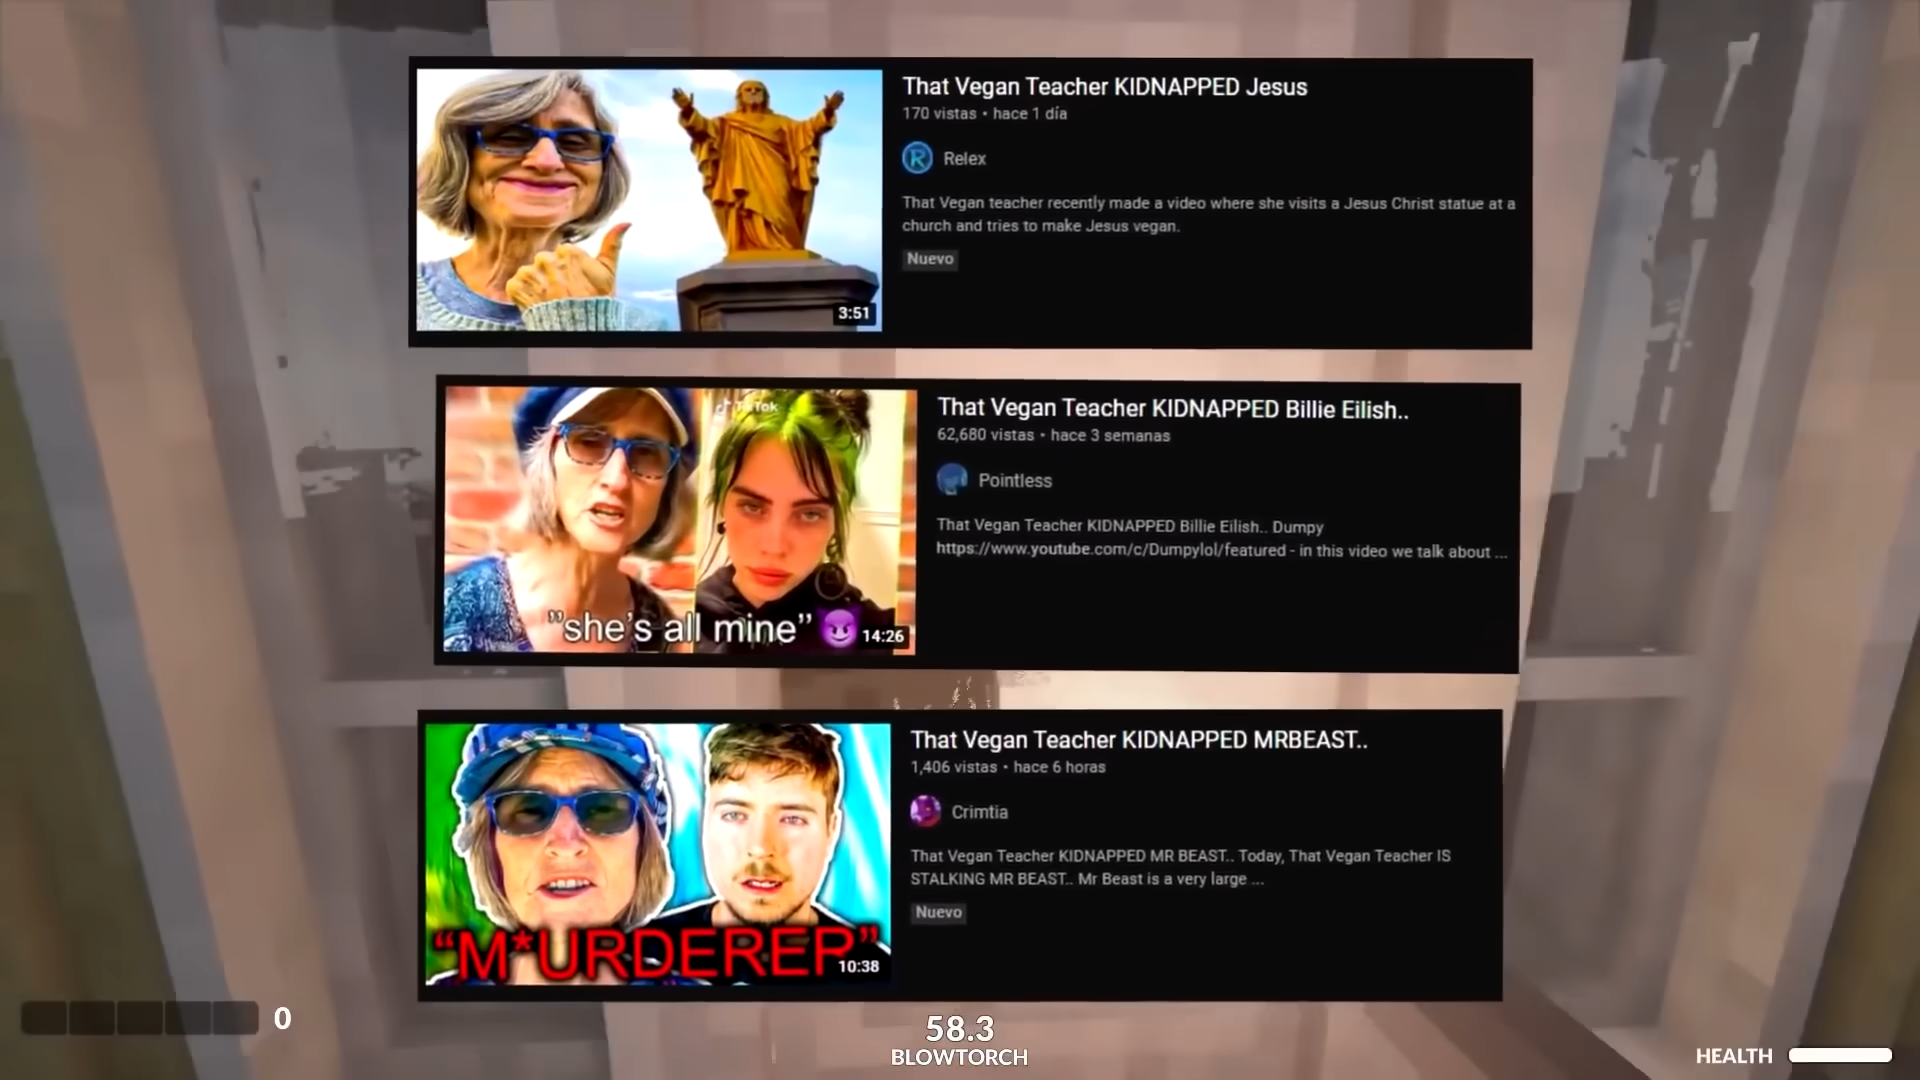 That Vegan Teacher KIDNAPPED Jesus
170 vistas • hace 1 día
R
Relex
That Vegan teacher recently made a video where she visits a Jesus Christ statue at a
church and tries to make Jesus vegan.
Nuevo
3:51
That Vegan Teacher KIDNAPPED Billie Eilish..
62,680 vistas • hace 3 semanas
Pointless
That Vegan Teacher KIDNAPPED Billie Eilish.. Dumpy
https://www.youtube.com/c/Dumpylol/featured - in this video we talk about ...
TikTok
"she's all mine"
14:26
That Vegan Teacher KIDNAPPED MRBEAST..
1,406 vistas • hace 6 horas
Crimtia
That Vegan Teacher KIDNAPPED MR BEAST.. Today, That Vegan Teacher IS
STALKING MR BEAST.. Mr Beast is a very large ...
Nuevo
"M*URDERER"
10:38
0
58.3
BLOWTORCH
HEALTH